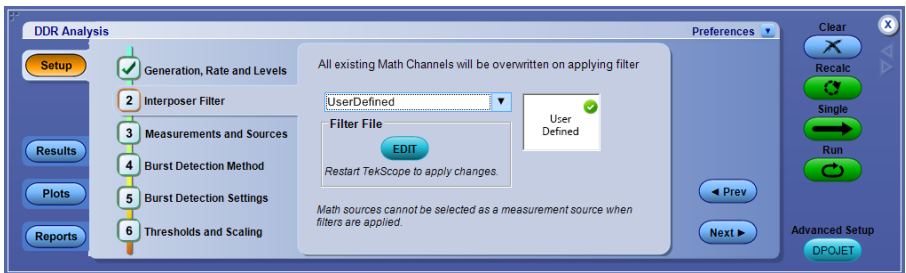 DDR Analysis
Preferences
Clear
X
Setup
Generation, Rate and Levels
All existing Math Channels will be overwritten on applying filter
Recalc
2 Interposer Filter
UserDefined
User
Defined
Single
Filter File
3 Measurements and Sources
EDIT
Results
4 Burst Detection Method
Restart TekScope to apply changes.
Run
Plots
5 Burst Detection Settings
◄ Prev
Math sources cannot be selected as a measurement source when
filters are applied.
Reports
6 Thresholds and Scaling
Next ►
Advanced Setup
DPOJET